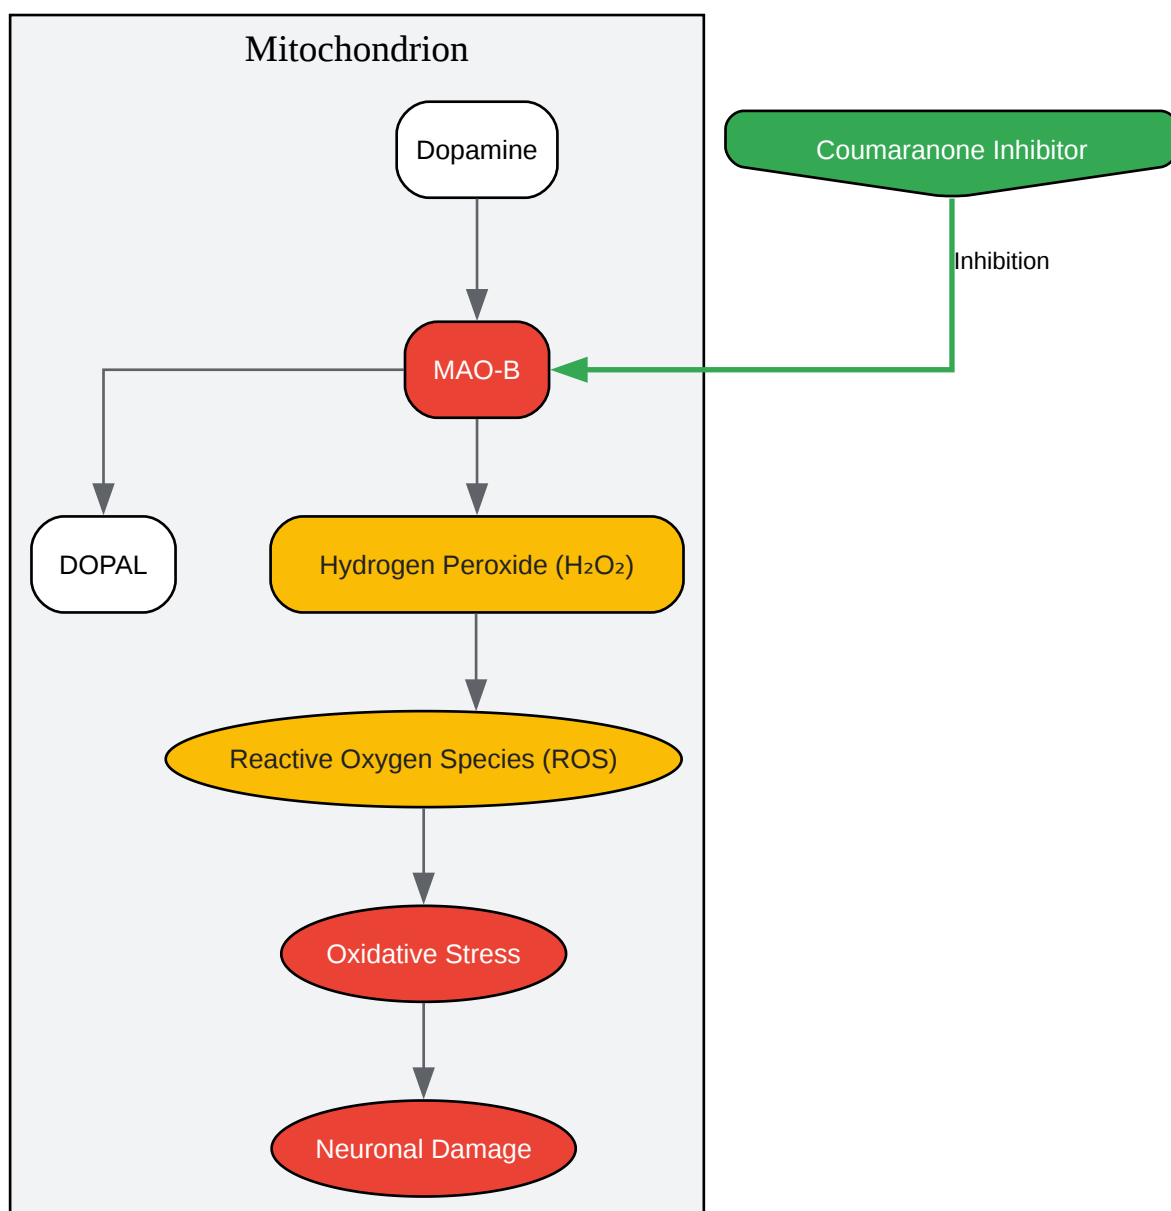 Mitochondrion
Dopamine
Coumaranone Inhibitor
Inhibition
MAO-B
DOPAL
Hydrogen Peroxide (H₂O₂)
Reactive Oxygen Species (ROS)
Oxidative Stress
Neuronal Damage